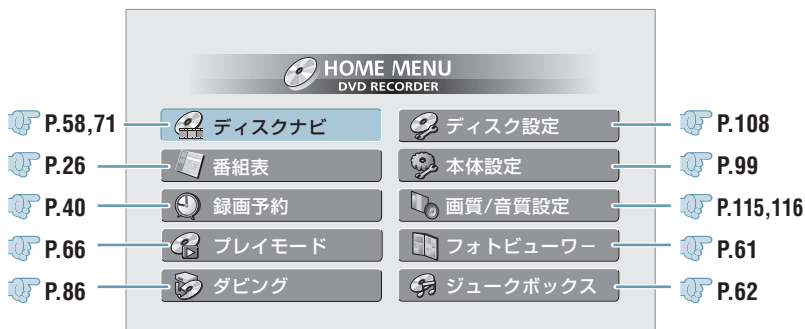 HOME MENU
DVD RECORDER
P.58,71 ディスクナビ ディスク設定 P.108
P.26 番組表 本体設定 P.99
P.40 録画予約 画質/音質設定 P.115,116
P.66 プレイモード フォトビューワー P.61
P.86 ダビング ジュークボックス P.62